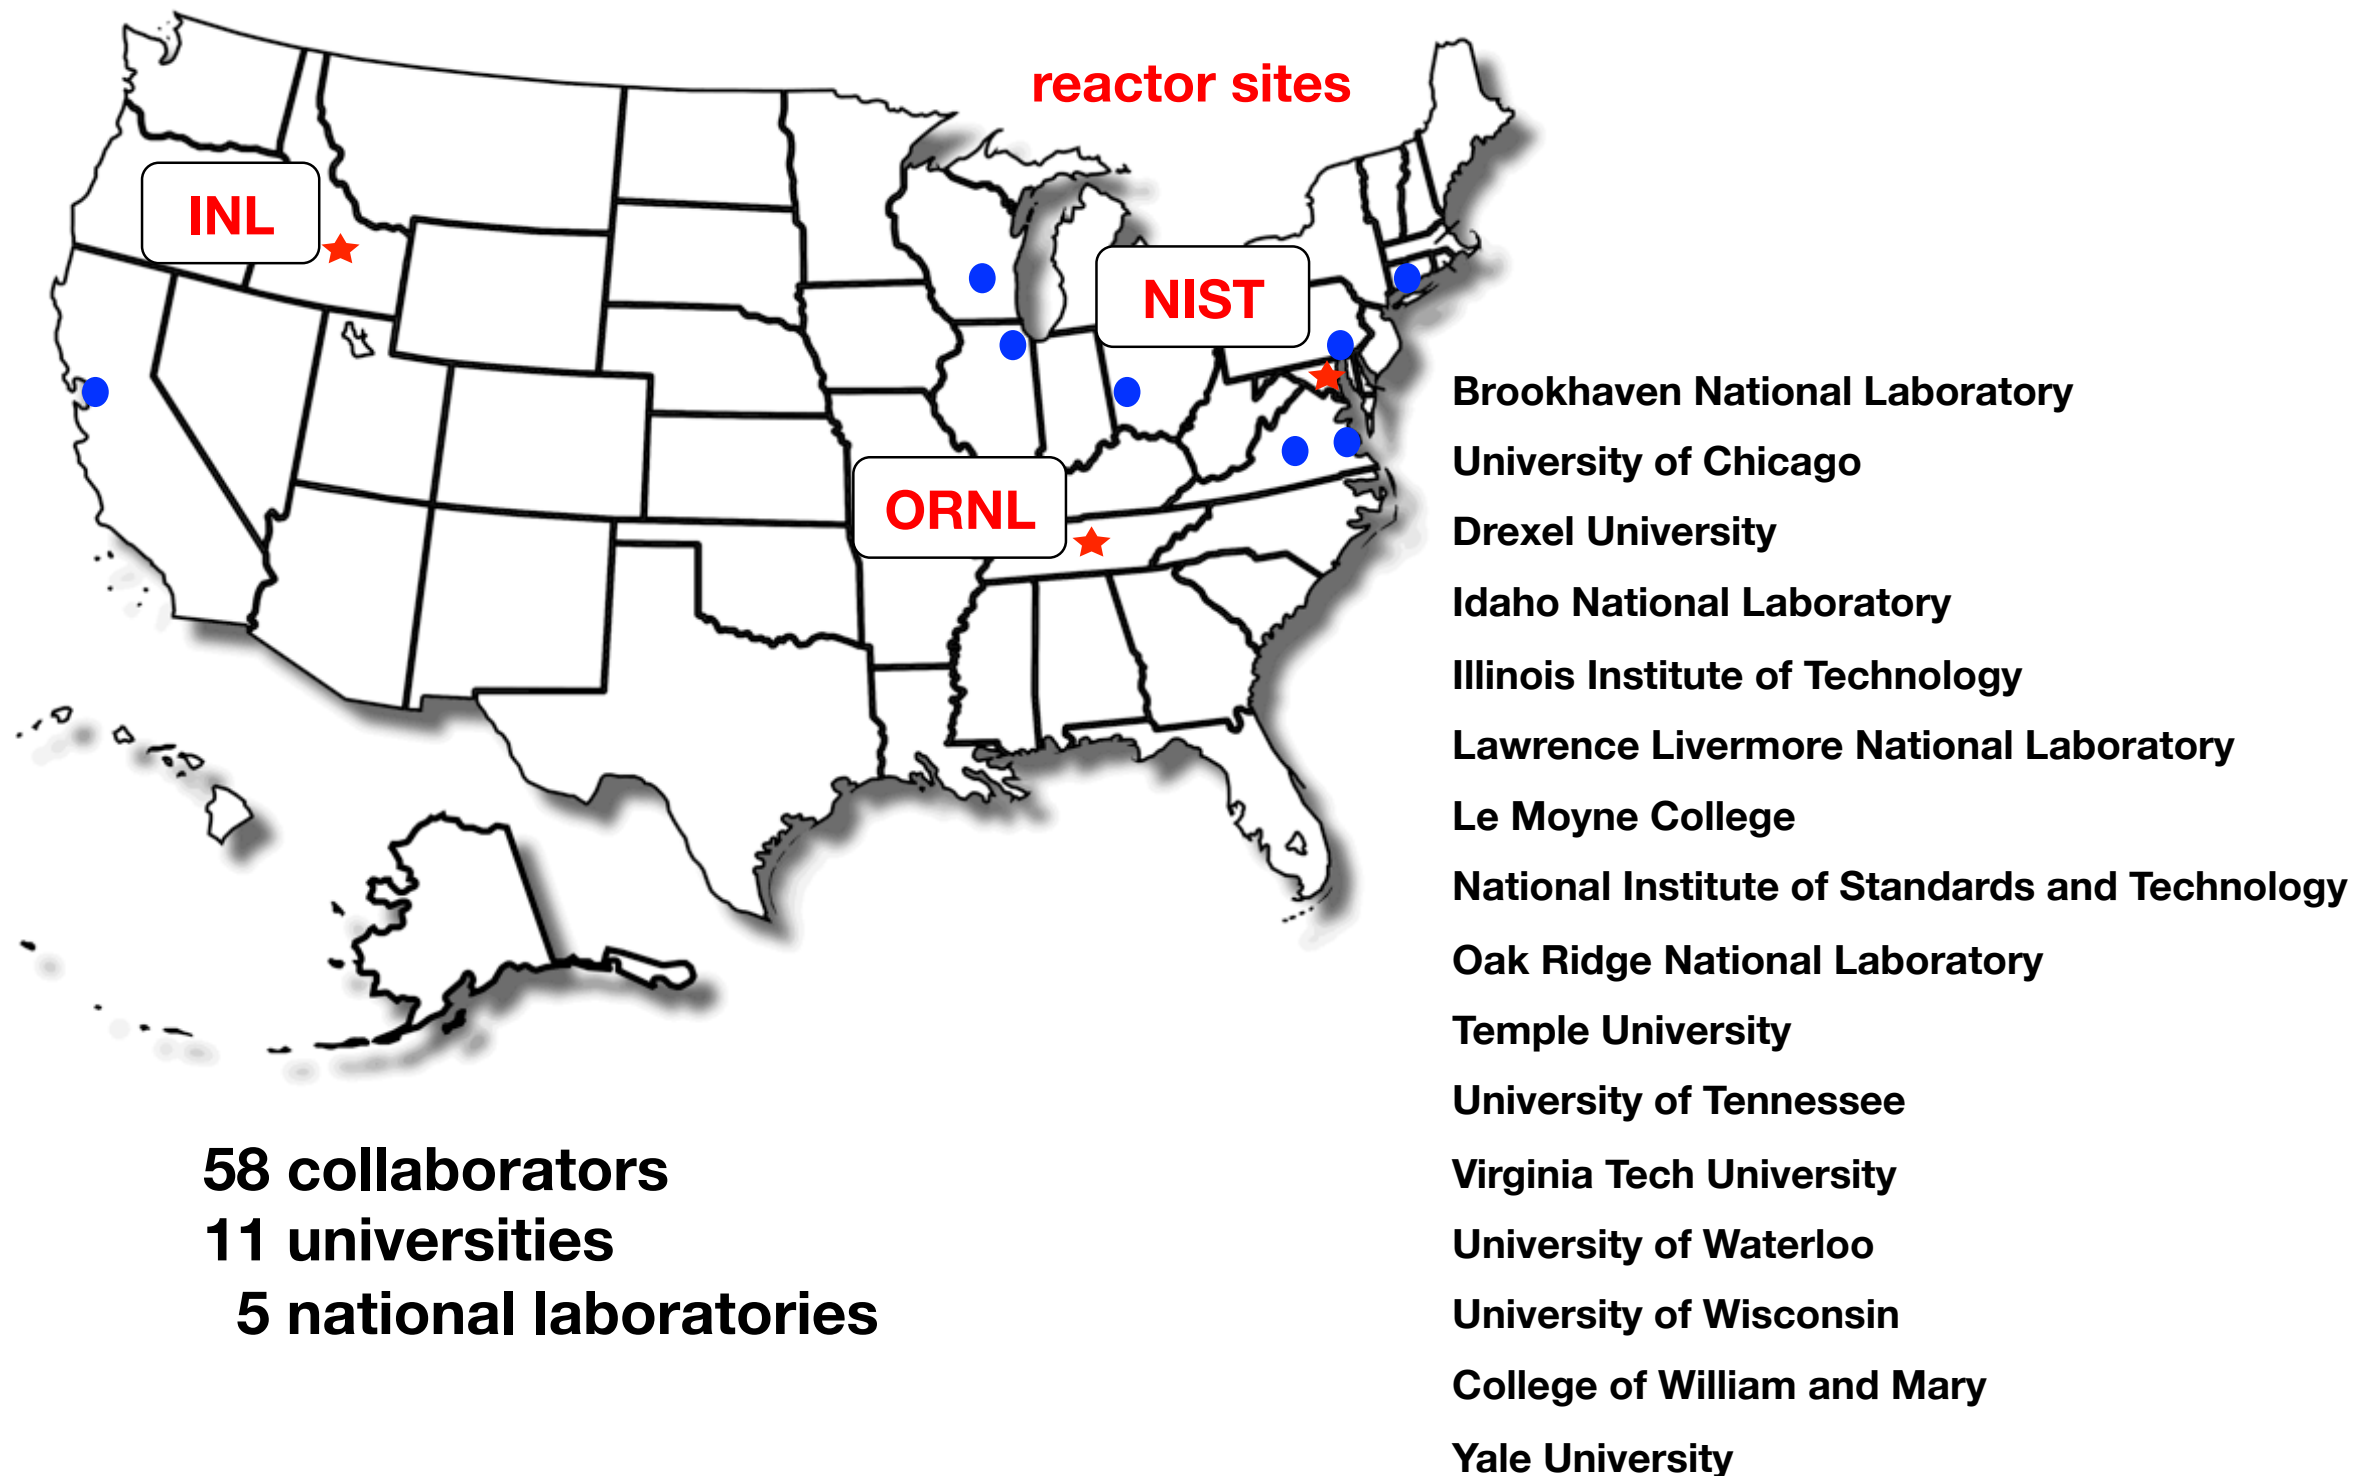 reactor sites
INL
NIST
ORNL
Brookhaven National Laboratory
University of Chicago
Drexel University
Idaho National Laboratory
Illinois Institute of Technology
Lawrence Livermore National Laboratory
Le Moyne College
National Institute of Standards and Technology
Oak Ridge National Laboratory
Temple University
University of Tennessee
Virginia Tech University
University of Waterloo
University of Wisconsin
College of William and Mary
Yale University
58 collaborators
11 universities
5 national laboratories